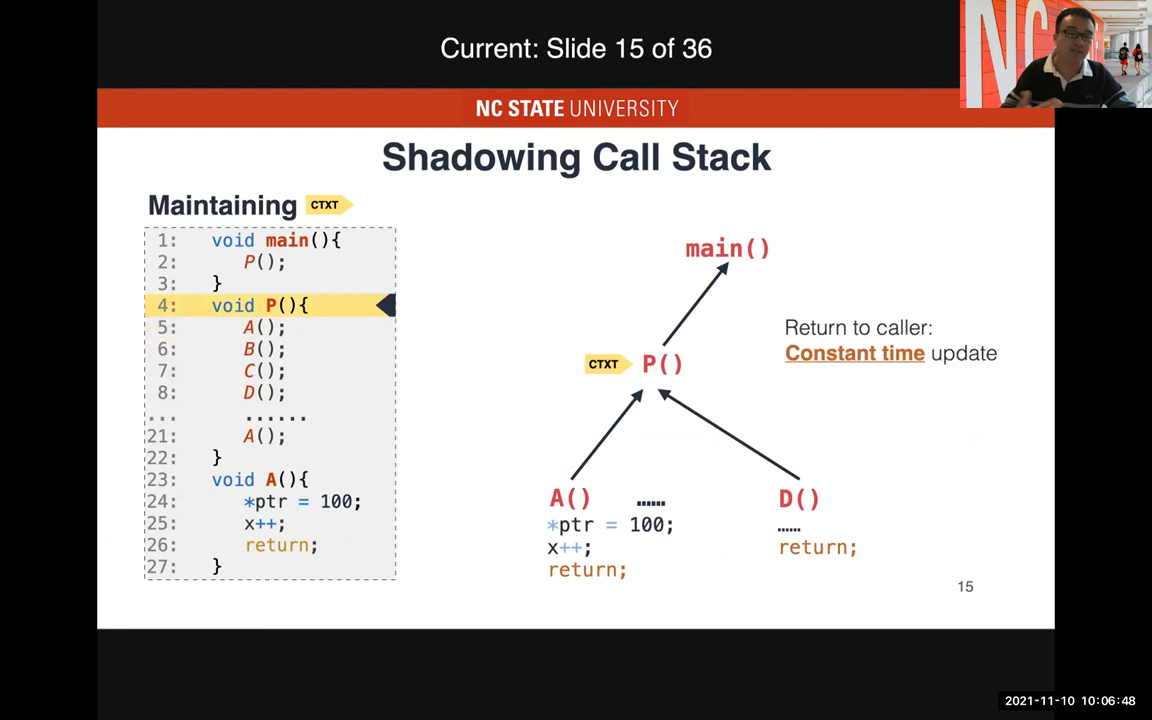 Current: Slide 15 of 36
NC
NC STATE UNIVERSITY
Shadowing Call Stack
Maintaining CTXT
1: void main(){
2: P();
3: }
4: void P(){
5: A();
6: B();
7: C();
8: D();
... ......
21: A();
22: }
23: void A(){
24: *ptr = 100;
25: x++;
26: return;
27: }
main()
Return to caller:
Constant time update
CTXT P()
A() ...... D()
*ptr = 100;
x++;
return;
......
return;
15
2021-11-10 10:06:48